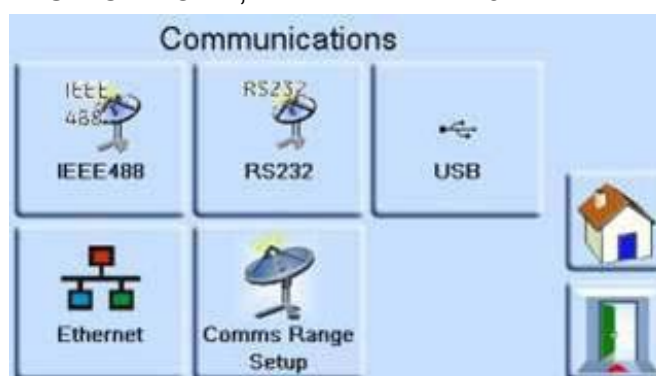 Communications
IEEE
488
RS232
IEEE488
RS232
USB
Ethernet
Comms Range
Setup